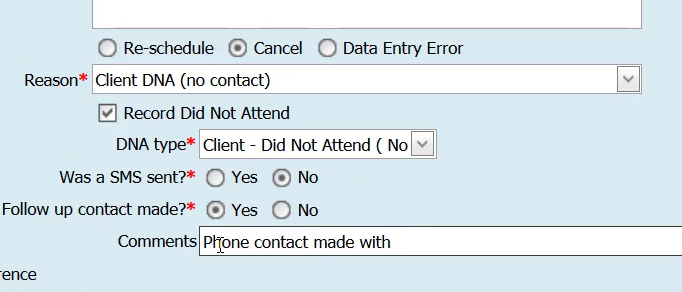 Re-schedule Cancel Data Entry Error
Reason* Client DNA (no contact)
Record Did Not Attend
DNA type* Client - Did Not Attend ( No
Was a SMS sent?* Yes No
Follow up contact made?* Yes No
Comments Phone contact made with
rence